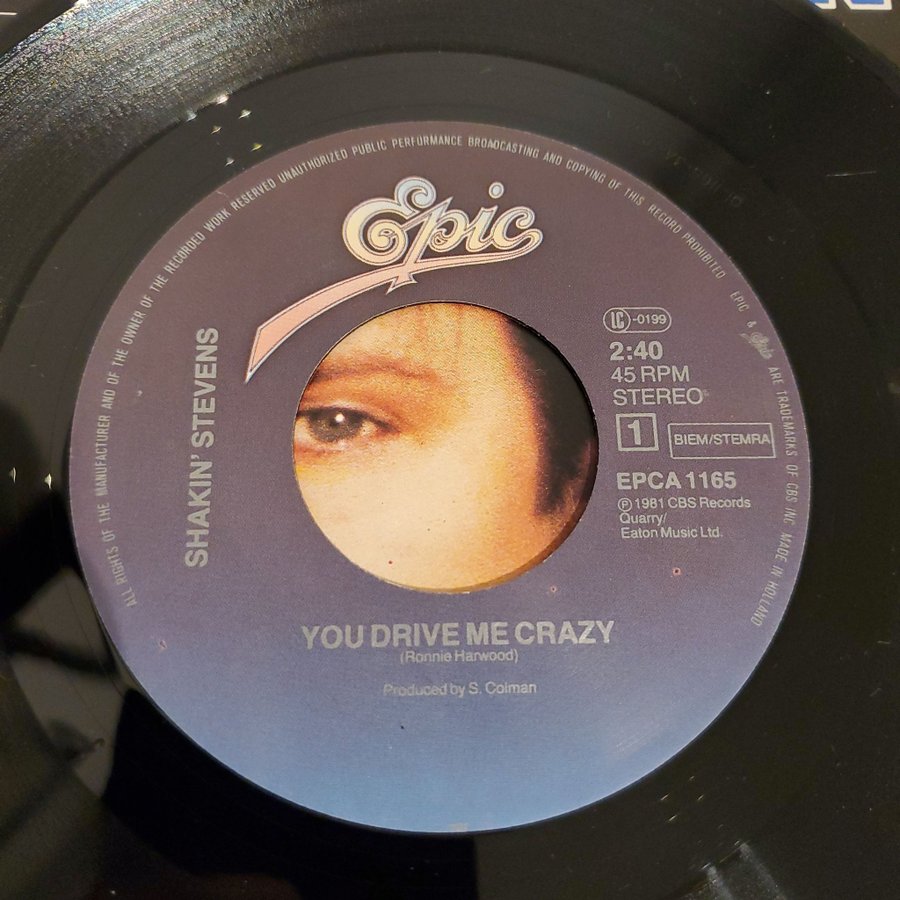 ALL RIGHTS OF THE MANUFACTURER AND OF THE OWNER OF THE RECORDED WORK RESERVED UNAUTHORIZED PUBLIC PERFORMANCE BROADCASTING AND COPYING OF THIS RECORD PROHIBITED EPIC & Epic ARE TRADEMARKS OF CBS INC MADE IN HOLLAND
Epic
SHAKIN' STEVENS
LC-0199
2:40
45 RPM
STEREO
1 BIEM/STEMRA
EPCA 1165
℗ 1981 CBS Records
Quarry/
Eaton Music Ltd.
YOU DRIVE ME CRAZY
(Ronnie Harwood)
Produced by S. Colman